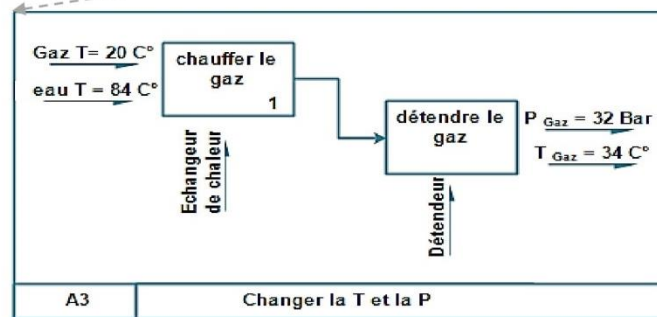 Gaz T= 20 C°
eau T = 84 C°
chauffer le
gaz
1
Echangeur
de chaleur
détendre le
gaz
Détendeur
P Gaz = 32 Bar
T Gaz = 34 C°
A3
Changer la T et la P